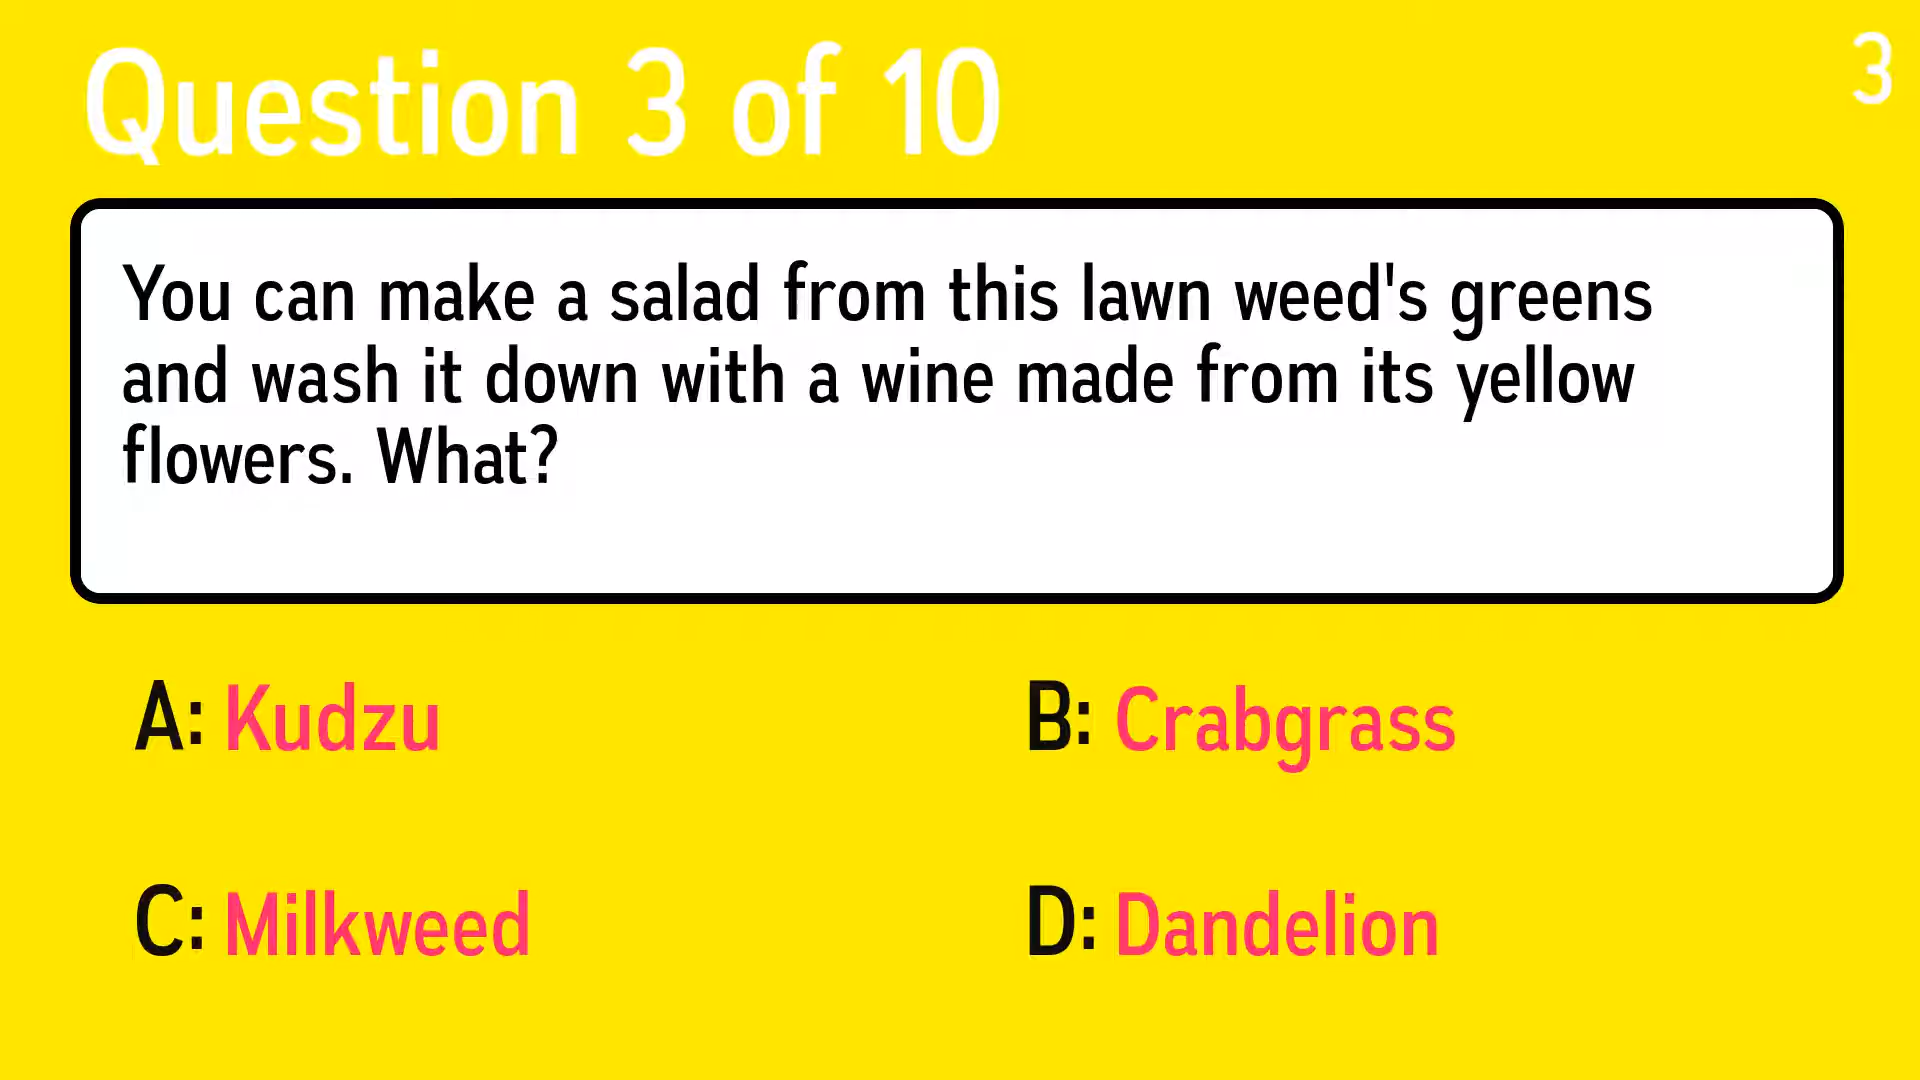 Question 3 of 10
3
You can make a salad from this lawn weed's greens
and wash it down with a wine made from its yellow
flowers. What?
A: Kudzu
B: Crabgrass
C: Milkweed
D: Dandelion